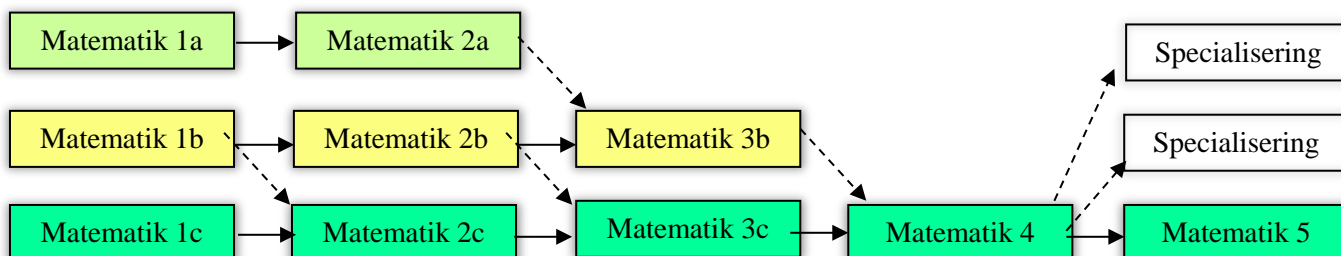 Matematik 1a
Matematik 2a
Specialisering
Matematik 1b
Matematik 2b
Matematik 3b
Specialisering
Matematik 1c
Matematik 2c
Matematik 3c
Matematik 4
Matematik 5